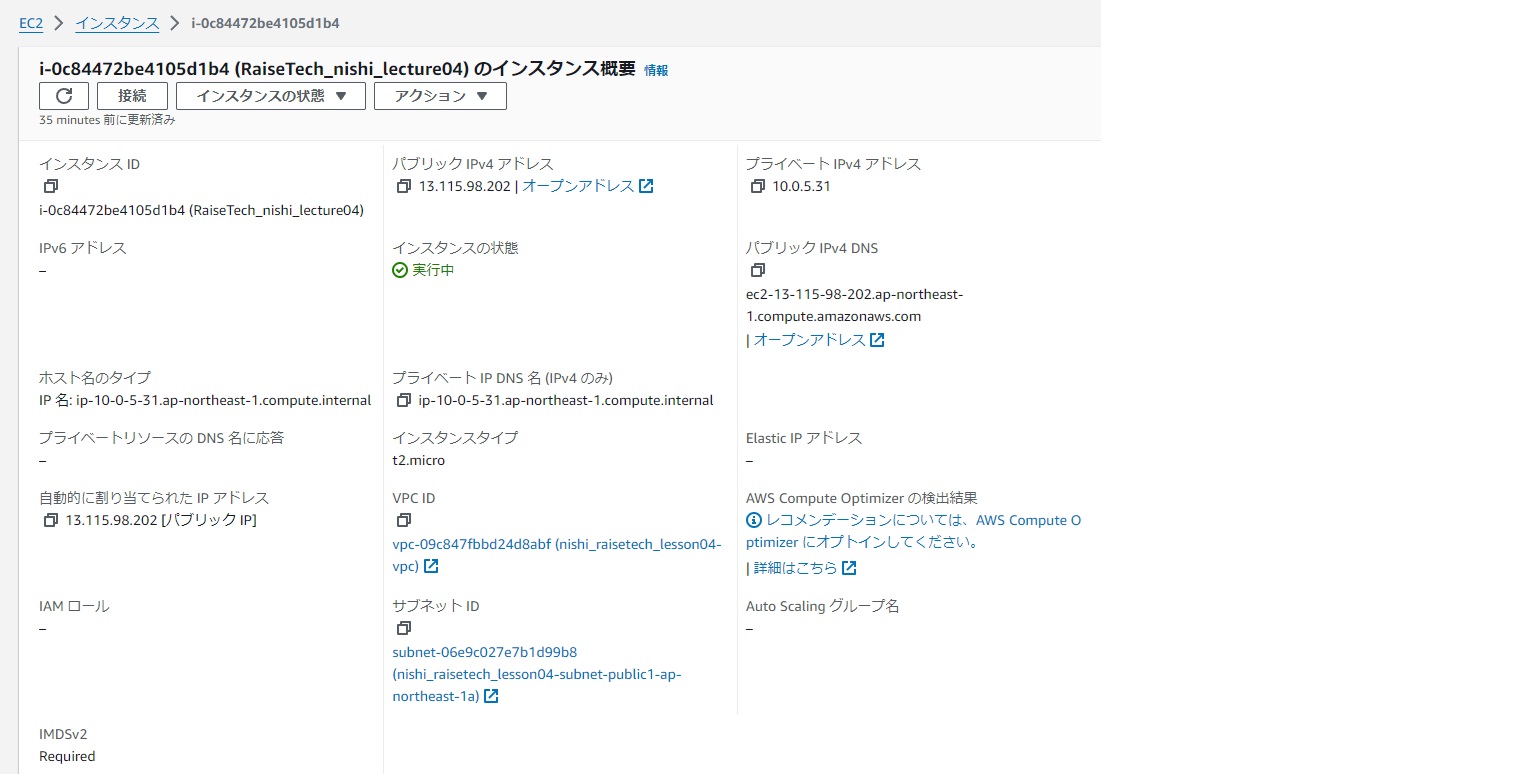 EC2 > インスタンス > i-0c84472be4105d1b4
i-0c84472be4105d1b4 (RaiseTech_nishi_lecture04) のインスタンス概要 情報
接続 インスタンスの状態 ▼ アクション ▼
35 minutes 前に更新済み
インスタンス ID
i-0c84472be4105d1b4 (RaiseTech_nishi_lecture04)
パブリック IPv4 アドレス
13.115.98.202 | オープンアドレス
プライベート IPv4 アドレス
10.0.5.31
IPv6 アドレス
–
インスタンスの状態
実行中
パブリック IPv4 DNS
ec2-13-115-98-202.ap-northeast-
1.compute.amazonaws.com
| オープンアドレス
ホスト名のタイプ
IP 名: ip-10-0-5-31.ap-northeast-1.compute.internal
プライベート IP DNS 名 (IPv4 のみ)
ip-10-0-5-31.ap-northeast-1.compute.internal
プライベートリソースの DNS 名に応答
–
インスタンスタイプ
t2.micro
Elastic IP アドレス
–
自動的に割り当てられた IP アドレス
13.115.98.202 [パブリック IP]
VPC ID
vpc-09c847fbbd24d8abf (nishi_raisetech_lesson04-
vpc)
AWS Compute Optimizer の検出結果
レコメンデーションについては、AWS Compute O
ptimizer にオプトインしてください。
| 詳細はこちら
IAM ロール
–
サブネット ID
subnet-06e9c027e7b1d99b8
(nishi_raisetech_lesson04-subnet-public1-ap-
northeast-1a)
Auto Scaling グループ名
–
IMDSv2
Required